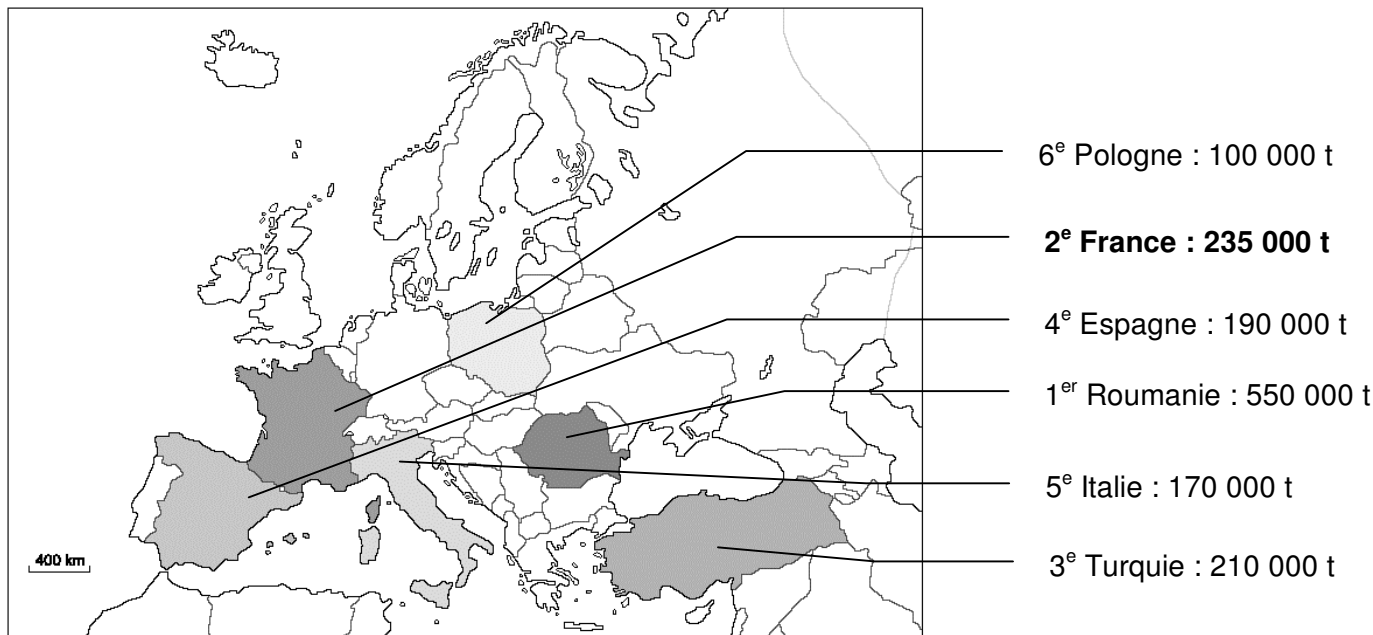 6e Pologne : 100 000 t
2e France : 235 000 t
4e Espagne : 190 000 t
1er Roumanie : 550 000 t
5e Italie : 170 000 t
3e Turquie : 210 000 t
400 km